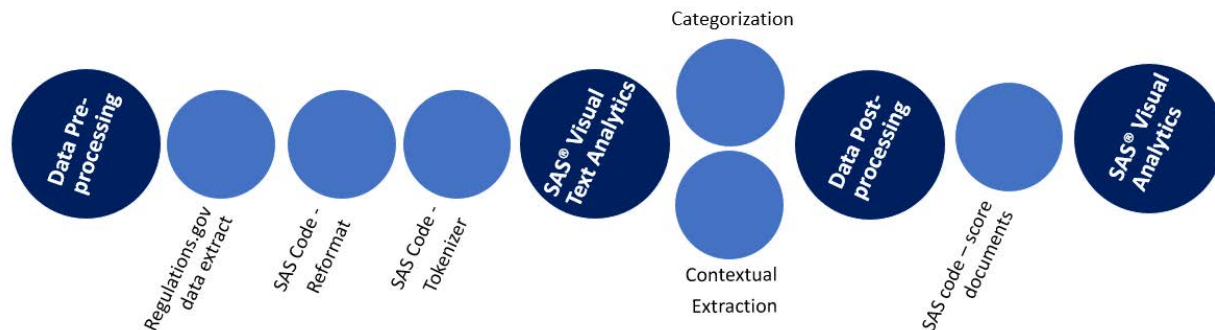 Data Pre-
processing
Regulations.gov
data extract
SAS Code -
Reformat
SAS Code -
Tokenizer
SAS® Visual
Text Analytics
Categorization
Contextual
Extraction
Data Post-
processing
SAS code – score
documents
SAS® Visual
Analytics